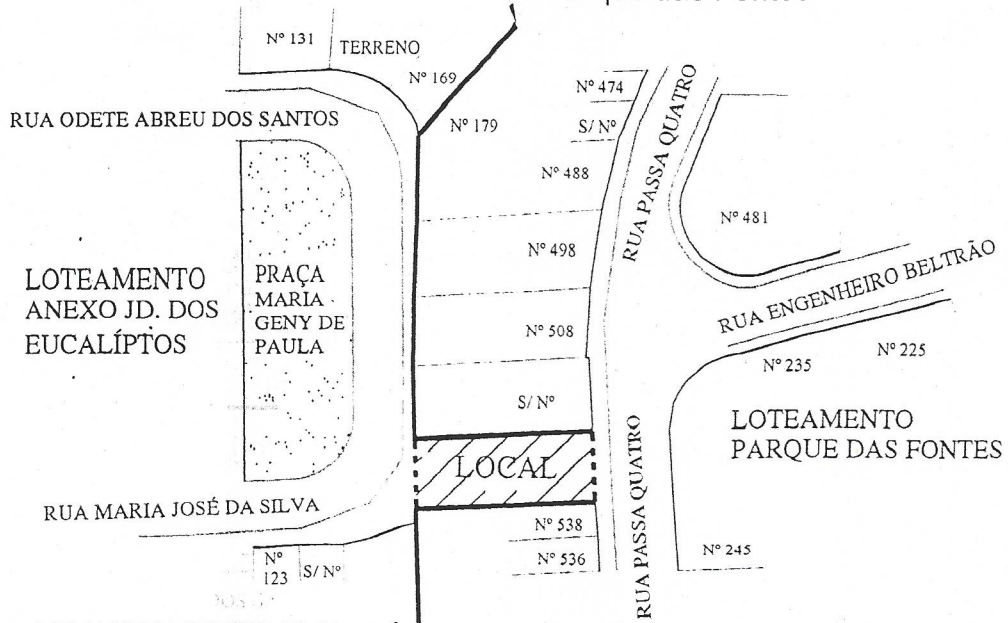 Nº 131
TERRENO
Nº 169
Nº 179
Nº 474
S/ Nº
RUA ODETE ABREU DOS SANTOS
Nº 488
RUA PASSA QUATRO
Nº 481
Nº 498
LOTEAMENTO
ANEXO JD. DOS
EUCALÍPTOS
PRAÇA
MARIA
GENY DE
PAULA
RUA ENGENHEIRO BELTRÃO
Nº 508
Nº 235
Nº 225
S/ Nº
LOTEAMENTO
PARQUE DAS FONTES
LOCAL
RUA PASSA QUATRO
RUA MARIA JOSÉ DA SILVA
Nº 538
Nº 536
Nº 245
Nº
123
S/ Nº